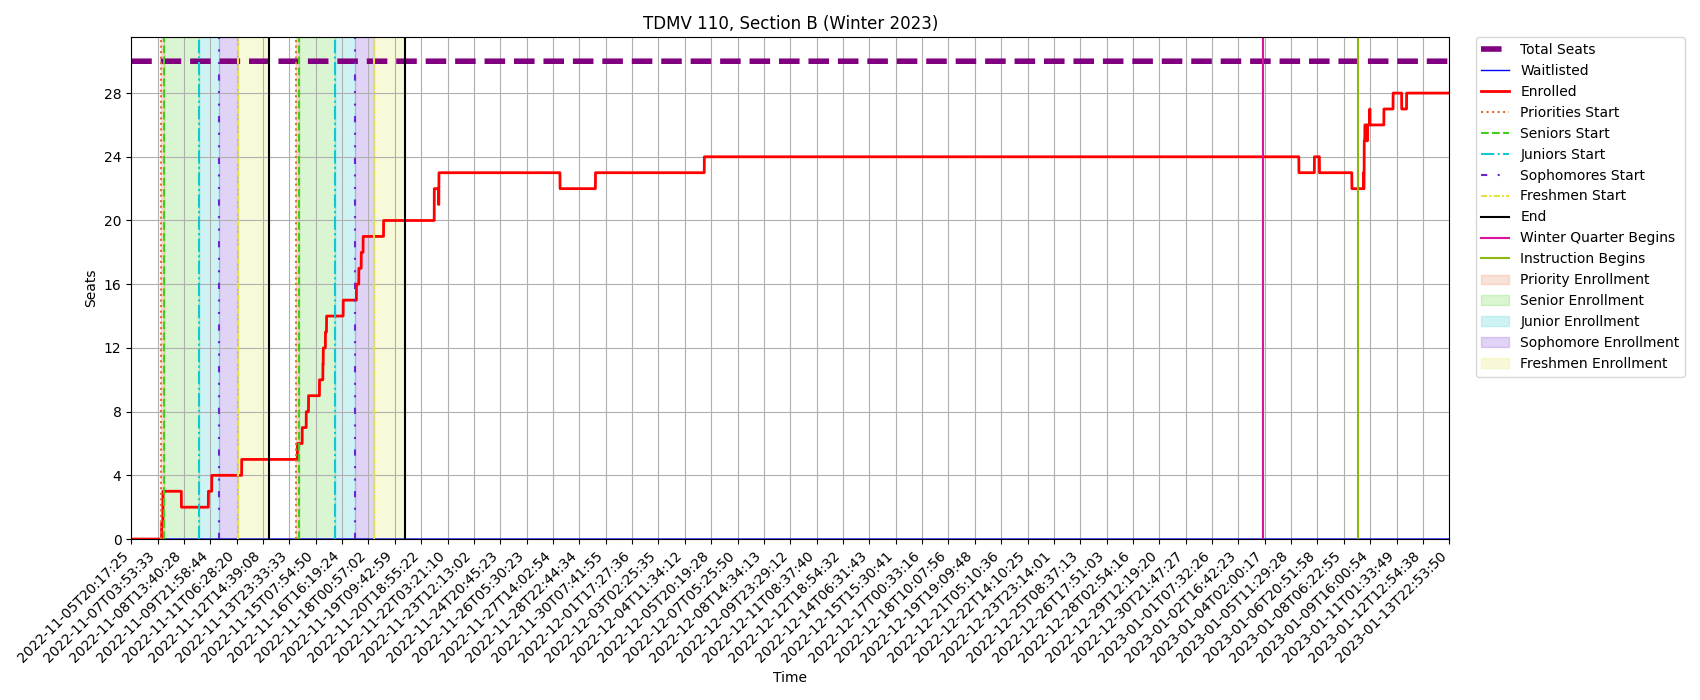 TDMV 110, Section B (Winter 2023)
Seats
28
24
20
16
12
8
4
0
2022-11-05T20:17:25
2022-11-07T03:53:33
2022-11-08T13:40:28
2022-11-09T21:58:44
2022-11-11T06:28:20
2022-11-12T14:39:08
2022-11-13T23:33:33
2022-11-15T07:54:50
2022-11-16T16:19:24
2022-11-18T00:57:02
2022-11-19T09:42:59
2022-11-20T18:55:22
2022-11-22T03:21:10
2022-11-23T12:13:02
2022-11-24T20:45:23
2022-11-26T05:30:23
2022-11-27T14:02:54
2022-11-28T22:44:34
2022-11-30T07:41:55
2022-12-01T17:27:36
2022-12-03T02:25:35
2022-12-04T11:34:12
2022-12-05T20:19:28
2022-12-07T05:25:50
2022-12-08T14:34:13
2022-12-09T23:29:12
2022-12-11T08:37:40
2022-12-12T18:54:32
2022-12-14T06:31:43
2022-12-15T15:30:41
2022-12-17T00:33:16
2022-12-18T10:07:56
2022-12-19T19:09:48
2022-12-21T05:10:36
2022-12-22T14:10:25
2022-12-23T23:14:01
2022-12-25T08:37:13
2022-12-26T17:51:03
2022-12-28T02:54:16
2022-12-29T12:19:20
2022-12-30T21:47:27
2023-01-01T07:32:26
2023-01-02T16:42:23
2023-01-04T02:00:17
2023-01-05T11:29:28
2023-01-06T20:51:58
2023-01-08T06:22:55
2023-01-09T16:00:54
2023-01-11T01:33:49
2023-01-12T12:54:38
2023-01-13T22:53:50
Time
Total Seats
Waitlisted
Enrolled
Priorities Start
Seniors Start
Juniors Start
Sophomores Start
Freshmen Start
End
Winter Quarter Begins
Instruction Begins
Priority Enrollment
Senior Enrollment
Junior Enrollment
Sophomore Enrollment
Freshmen Enrollment